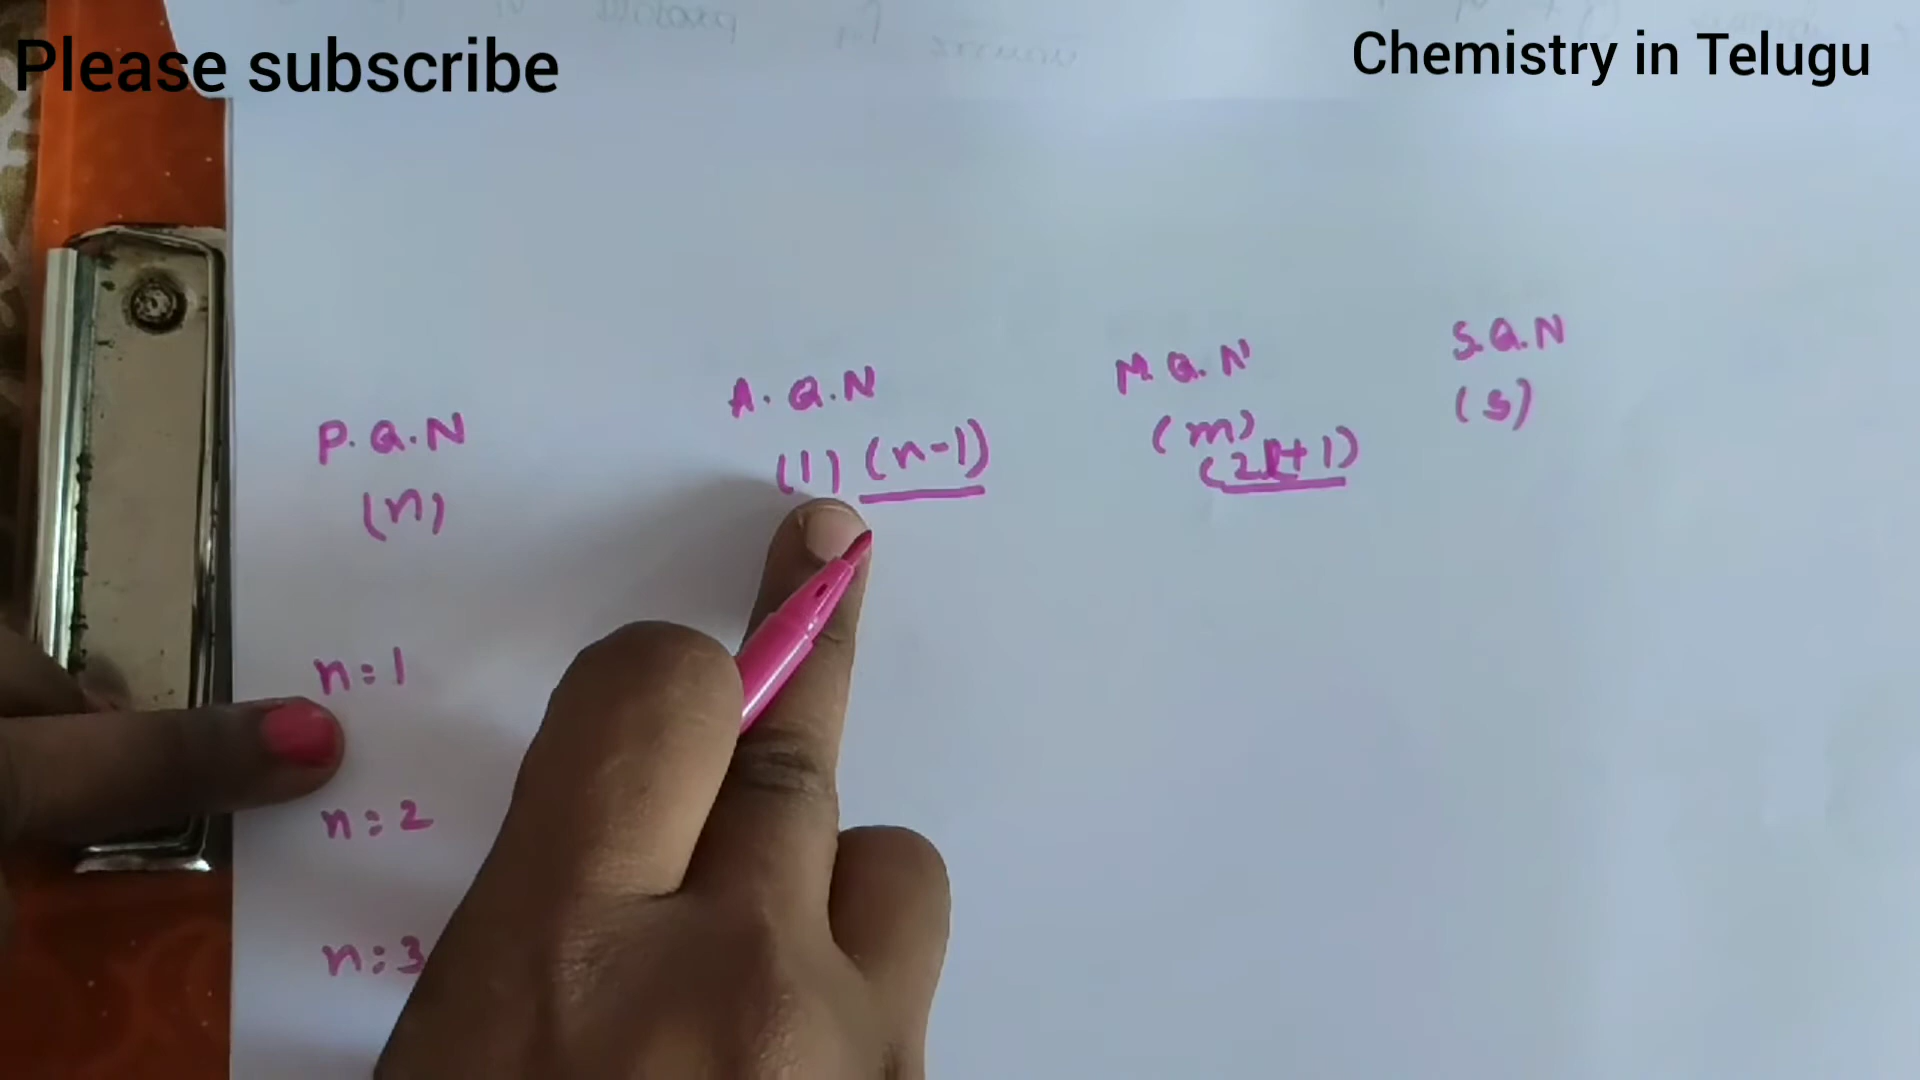 Please subscribe
Chemistry in Telugu
P.Q.N
(n)
A.Q.N
(l) (n-1)
M.Q.N
(m)
(2l+1)
S.Q.N
(s)
n=1
n=2
n=3